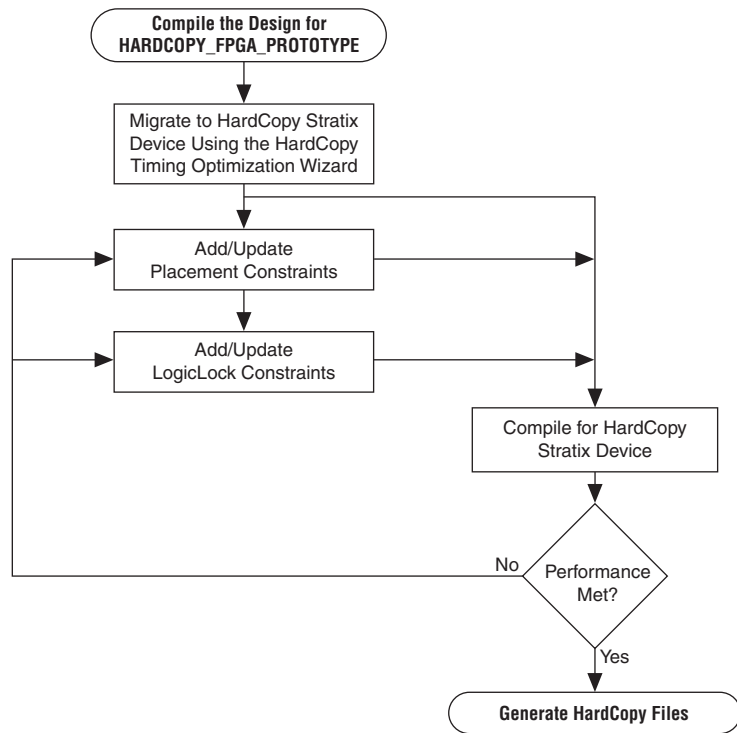 Compile the Design for
HARDCOPY_FPGA_PROTOTYPE
Migrate to HardCopy Stratix
Device Using the HardCopy
Timing Optimization Wizard
Add/Update
Placement Constraints
Add/Update
LogicLock Constraints
Compile for HardCopy
Stratix Device
No
Performance
Met?
Yes
Generate HardCopy Files